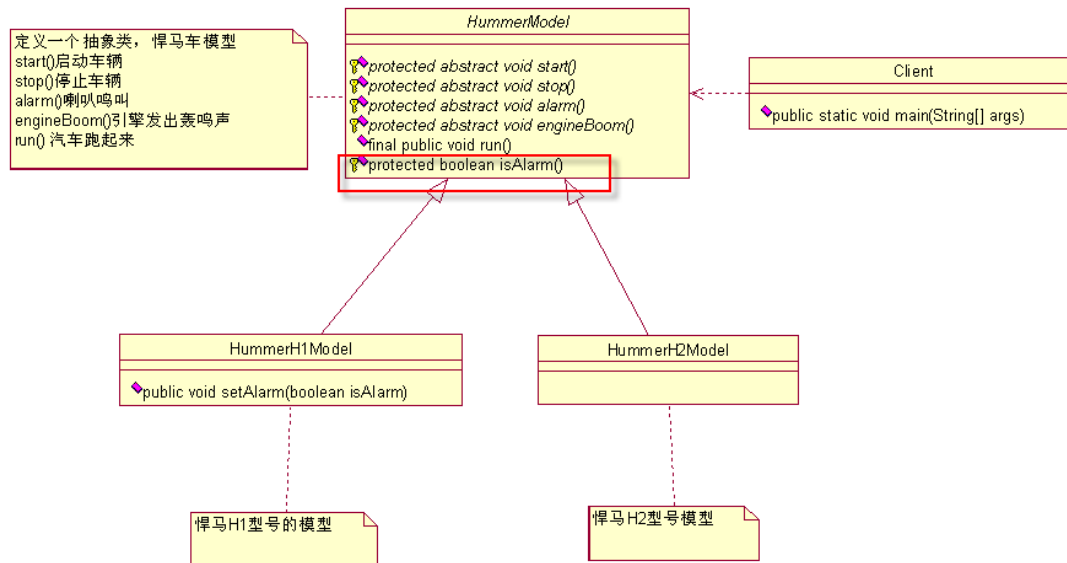 定义一个抽象类，悍马车模型
start()启动车辆
stop()停止车辆
alarm()喇叭鸣叫
engineBoom()引擎发出轰鸣声
run() 汽车跑起来
HummerModel
protected abstract void start()
protected abstract void stop()
protected abstract void alarm()
protected abstract void engineBoom()
final public void run()
protected boolean isAlarm()
Client
public static void main(String[] args)
HummerH1Model
public void setAlarm(boolean isAlarm)
HummerH2Model
悍马H1型号的模型
悍马H2型号模型